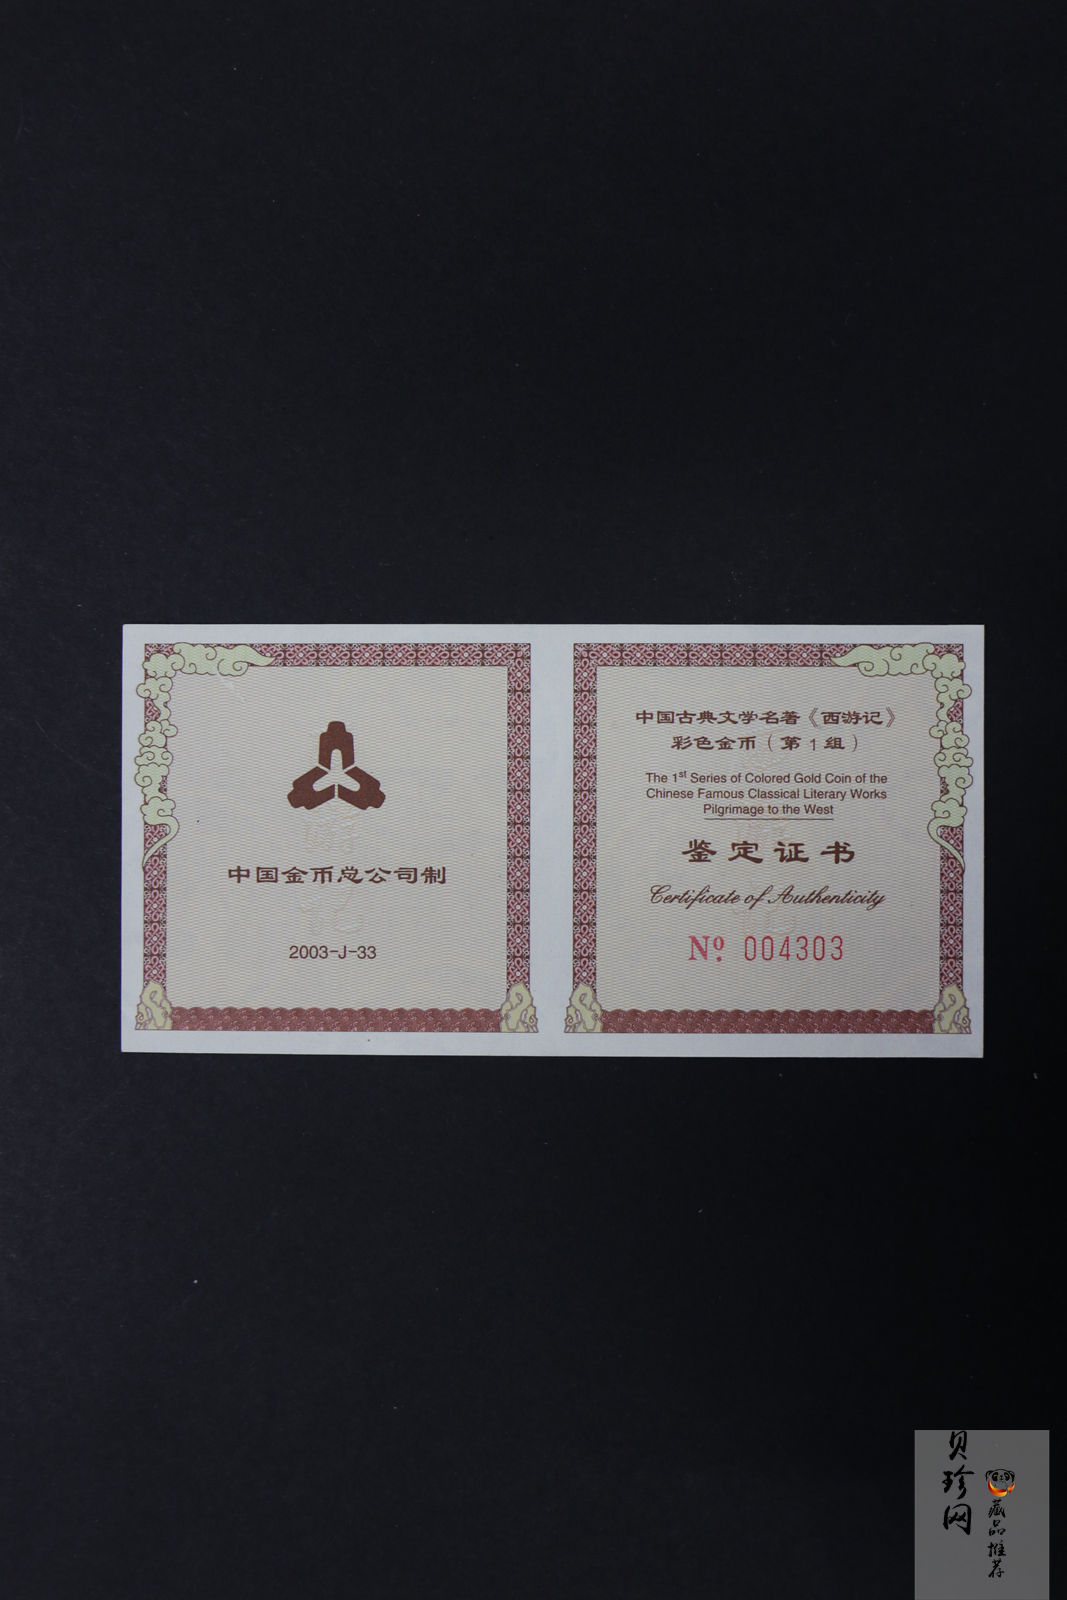 中国金币总公司制
2003-J-33
中国古典文学名著《西游记》
彩色金币(第1组)
The 1st Series of Colored Gold Coin of the
Chinese Famous Classical Literary Works
Pilgrimage to the West
鉴定证书
Certificate of Authenticity
No. 004303
贝珍网
藏品推荐